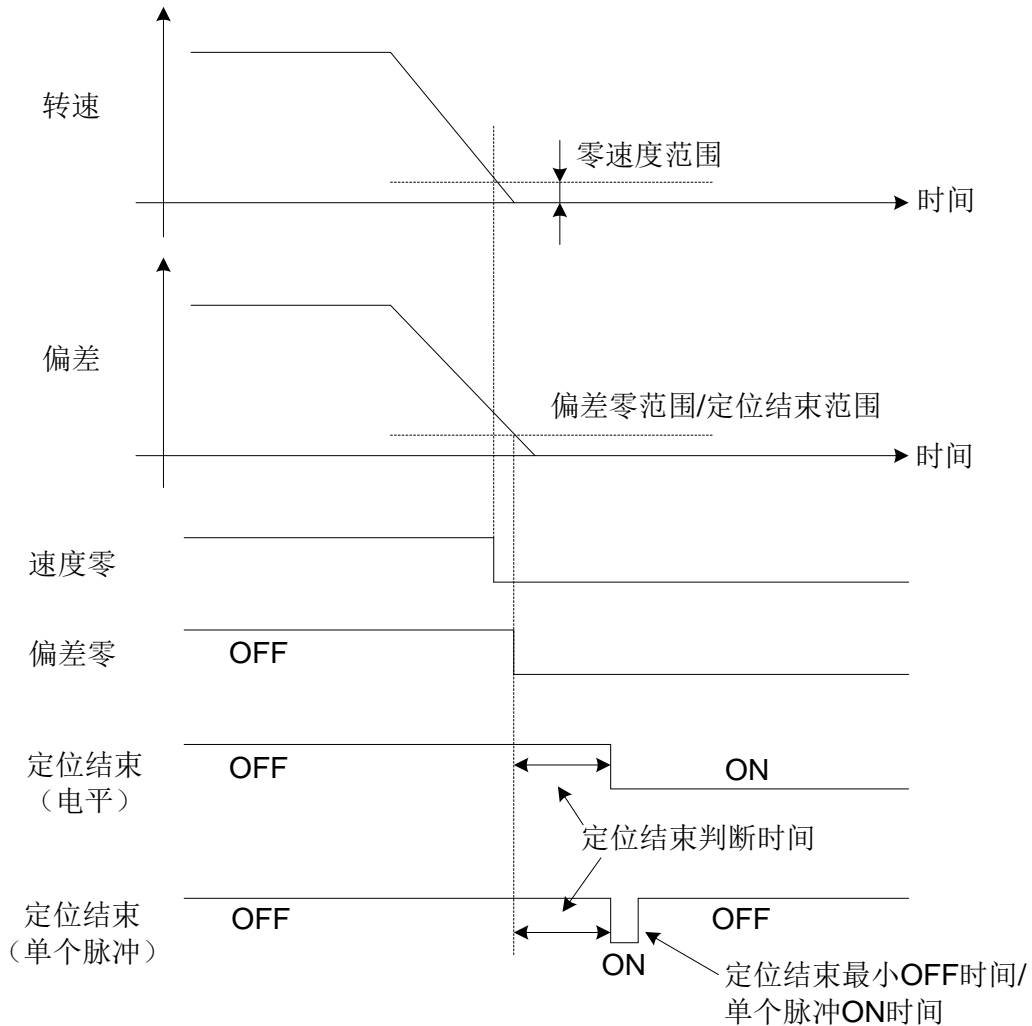 转速
零速度范围
时间
偏差
偏差零范围/定位结束范围
时间
速度零
偏差零
OFF
定位结束
（电平）
OFF
ON
定位结束判断时间
定位结束
（单个脉冲）
OFF
ON
OFF
定位结束最小OFF时间/
单个脉冲ON时间